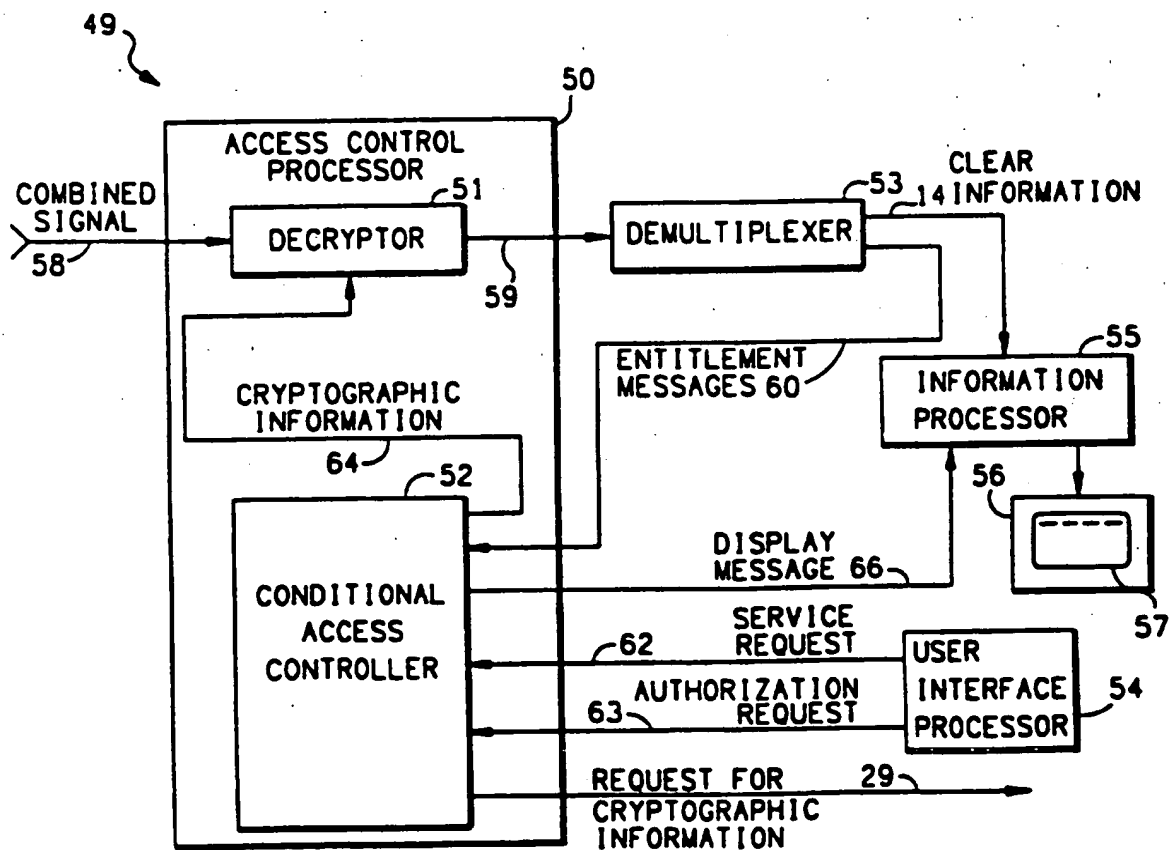 49
50
ACCESS CONTROL
PROCESSOR
COMBINED
SIGNAL
58
51
DECRYPTOR
59
53
DEMULTIPLEXER
CLEAR
14 INFORMATION
ENTITLEMENT
MESSAGES 60
55
INFORMATION
PROCESSOR
CRYPTOGRAPHIC
INFORMATION
64
52
CONDITIONAL
ACCESS
CONTROLLER
56
57
DISPLAY
MESSAGE 66
SERVICE
REQUEST
62
AUTHORIZATION
REQUEST
63
USER
INTERFACE
PROCESSOR
54
REQUEST FOR
CRYPTOGRAPHIC
INFORMATION
29